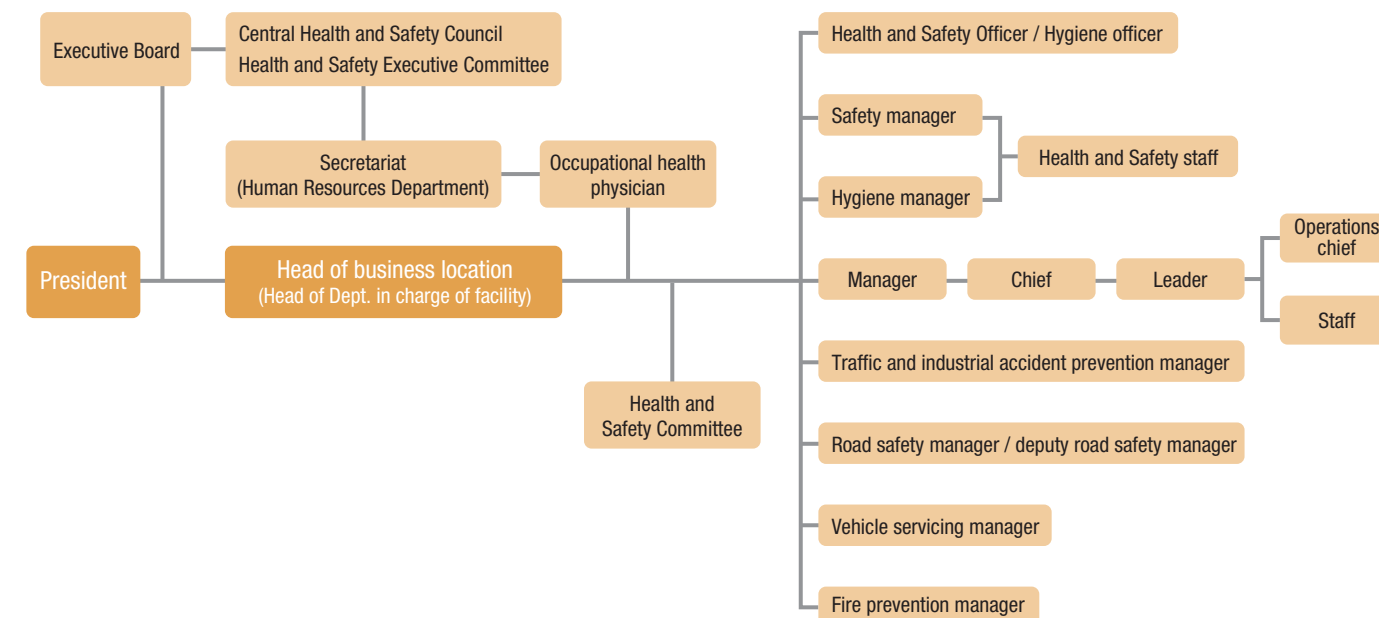 Executive Board
Central Health and Safety Council
Health and Safety Executive Committee
Secretariat
(Human Resources Department)
Occupational health
physician
President
Head of business location
(Head of Dept. in charge of facility)
Health and
Safety Committee
Health and Safety Officer / Hygiene officer
Safety manager
Hygiene manager
Health and Safety staff
Manager
Chief
Leader
Operations
chief
Staff
Traffic and industrial accident prevention manager
Road safety manager / deputy road safety manager
Vehicle servicing manager
Fire prevention manager